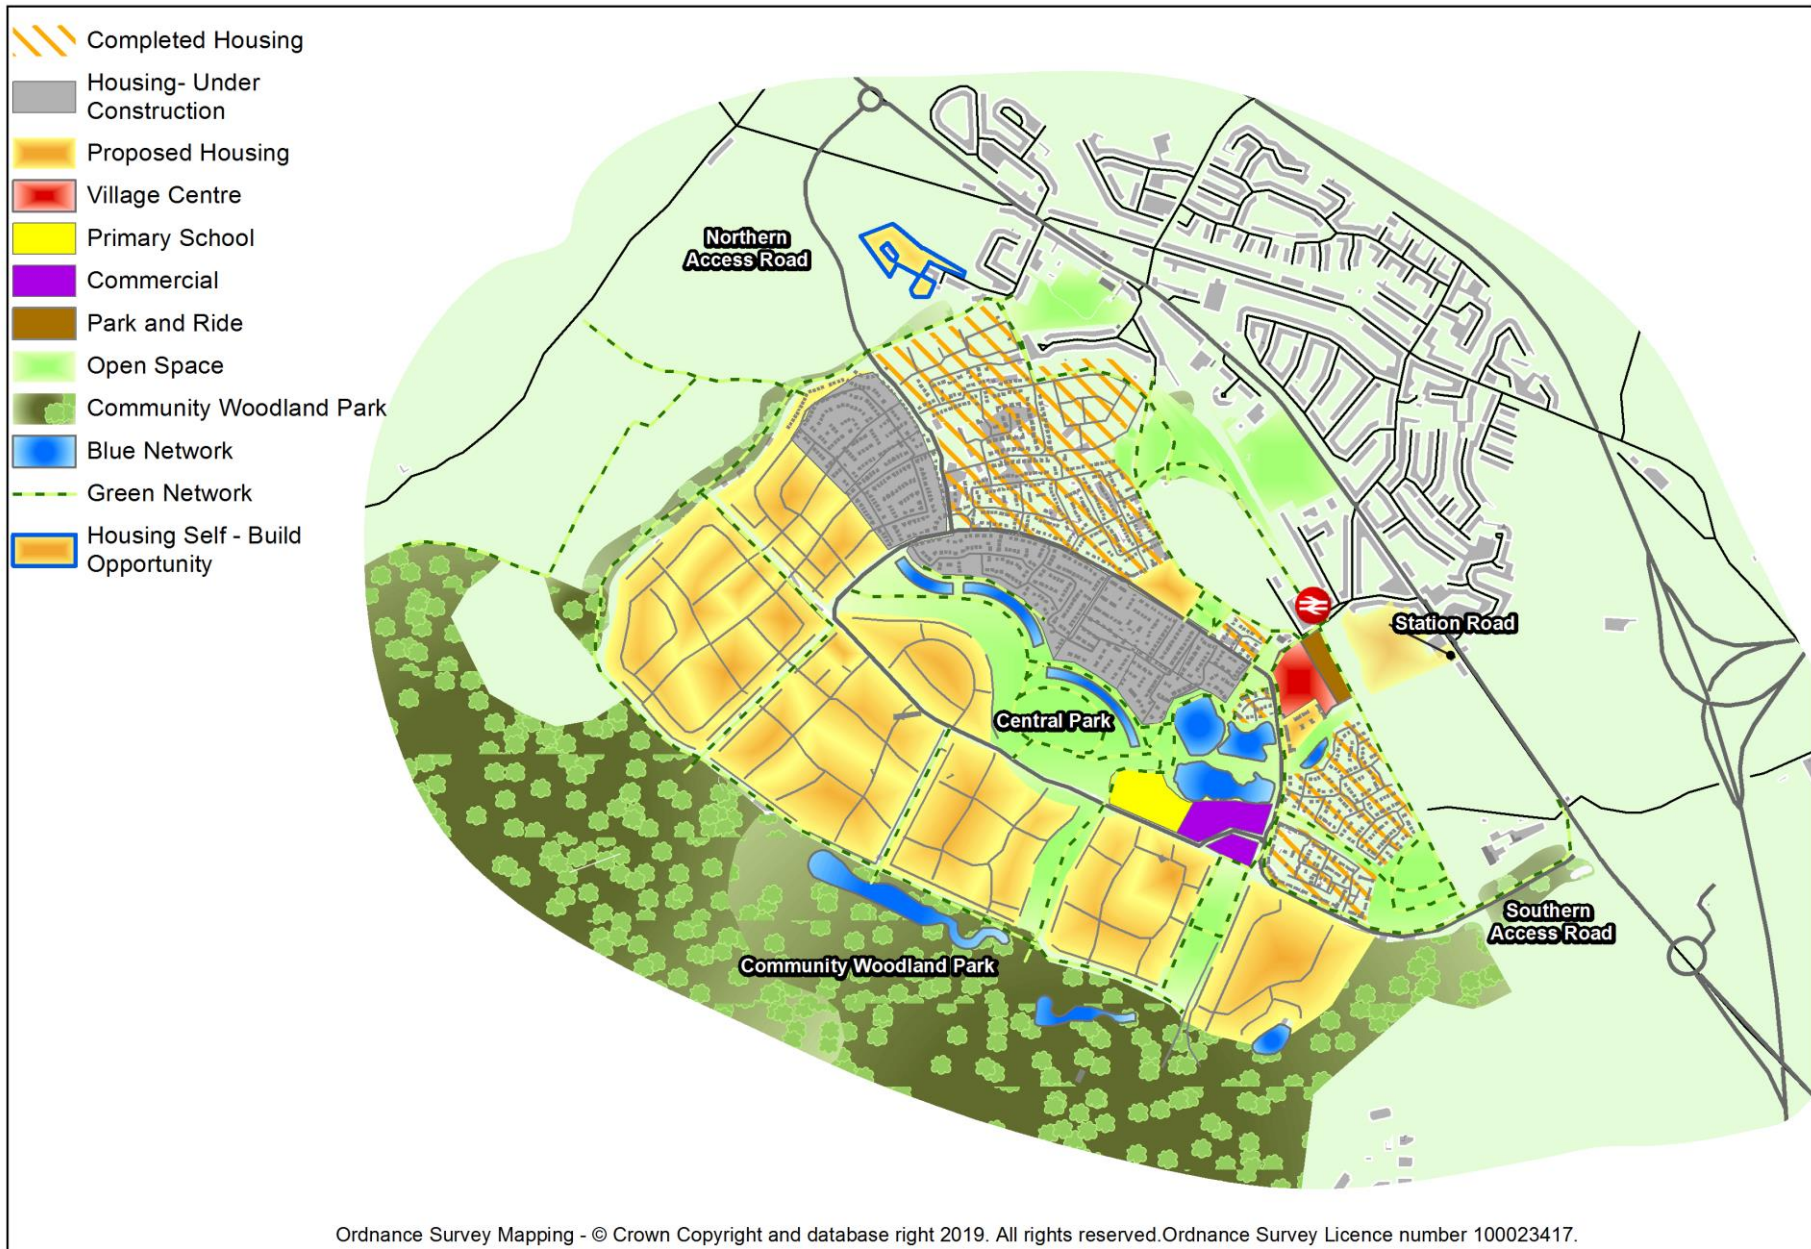 Completed Housing
Housing- Under
Construction
Proposed Housing
Village Centre
Primary School
Commercial
Park and Ride
Open Space
Community Woodland Park
Blue Network
Green Network
Housing Self - Build
Opportunity
Northern
Access Road
Station Road
Central Park
Southern
Access Road
Community Woodland Park
Ordnance Survey Mapping - © Crown Copyright and database right 2019. All rights reserved.Ordnance Survey Licence number 100023417.